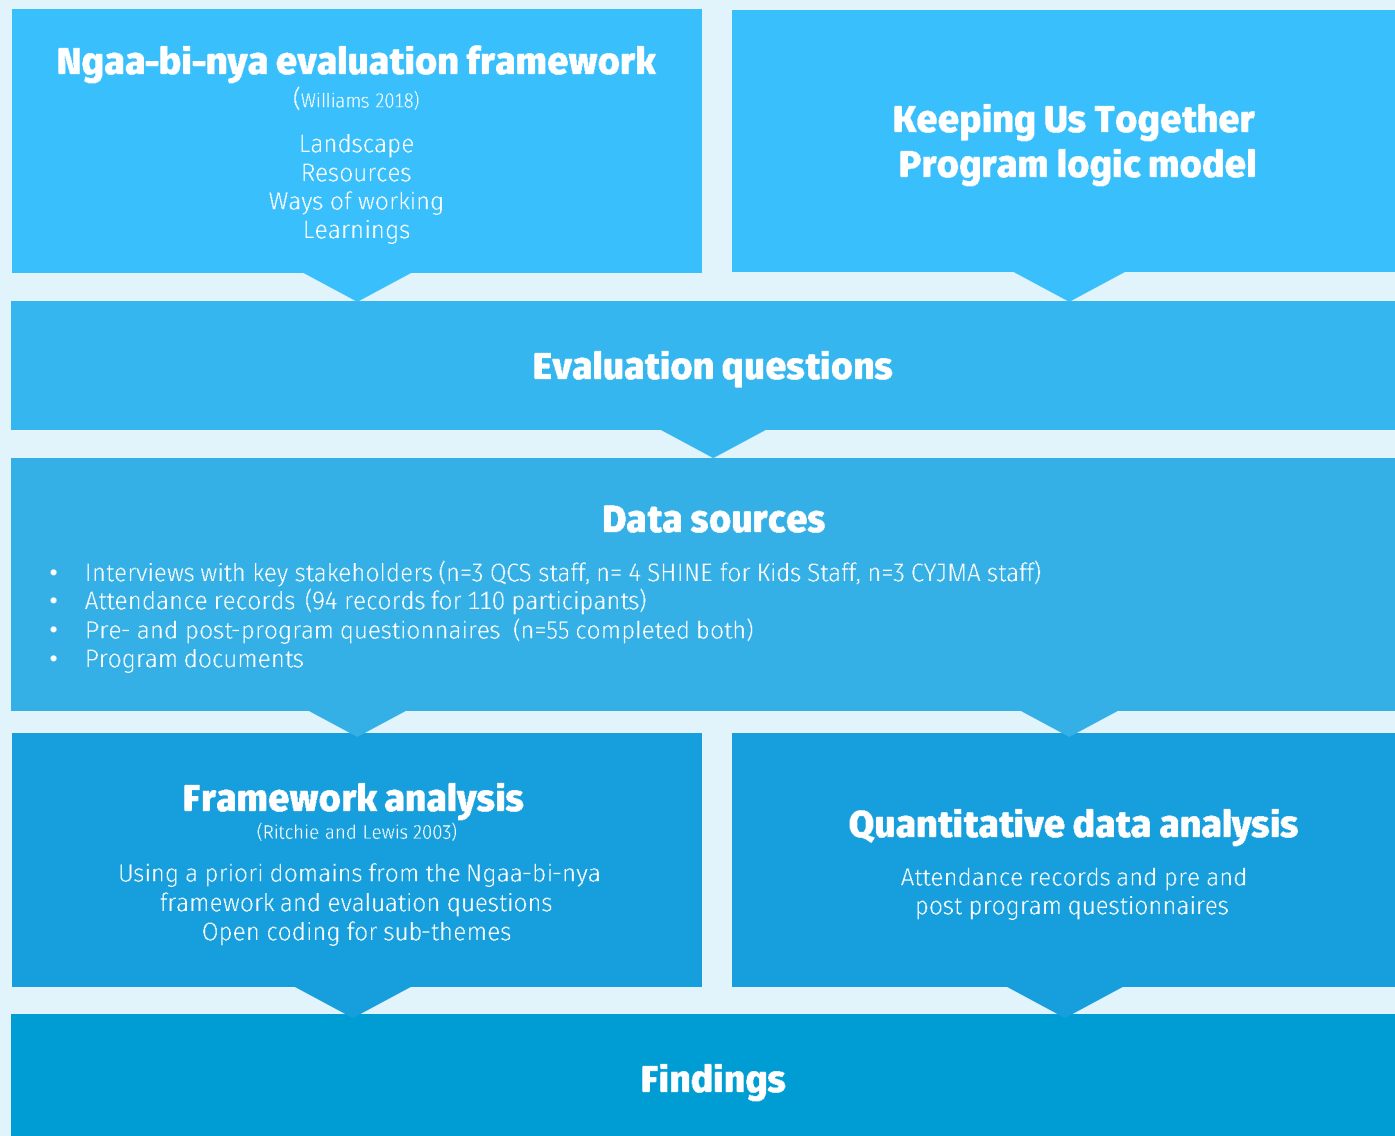 Ngaa-bi-nya evaluation framework
(Williams 2018)
Landscape
Resources
Ways of working
Learnings
Keeping Us Together
Program logic model
Evaluation questions
Data sources
• Interviews with key stakeholders (n=3 QCS staff, n= 4 SHINE for Kids Staff, n=3 CYJMA staff)
• Attendance records (94 records for 110 participants)
• Pre- and post-program questionnaires (n=55 completed both)
• Program documents
Framework analysis
(Ritchie and Lewis 2003)
Using a priori domains from the Ngaa-bi-nya
framework and evaluation questions
Open coding for sub-themes
Quantitative data analysis
Attendance records and pre and
post program questionnaires
Findings